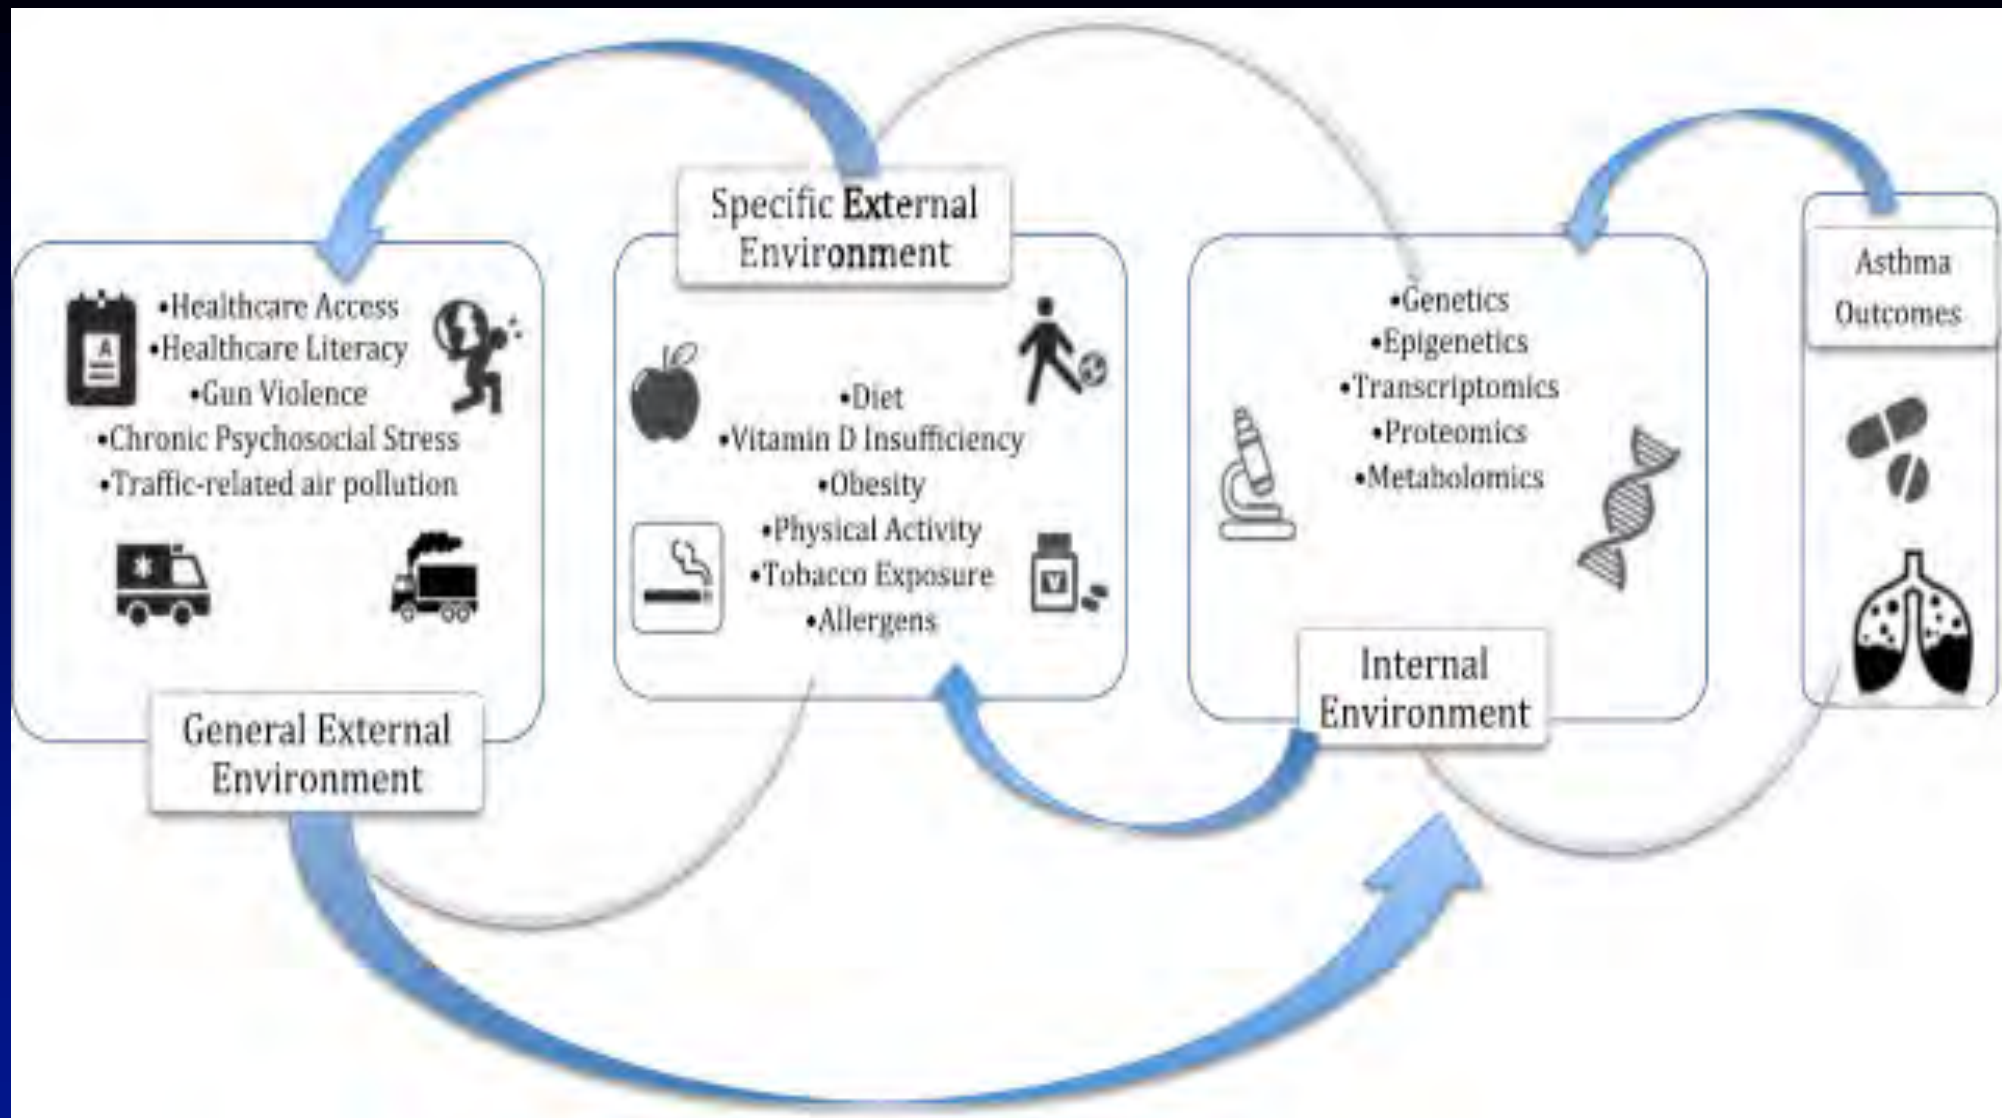 •Healthcare Access
•Healthcare Literacy
•Gun Violence
•Chronic Psychosocial Stress
•Traffic-related air pollution
General External
Environment
Specific External
Environment
•Diet
•Vitamin D Insufficiency
•Obesity
•Physical Activity
•Tobacco Exposure
•Allergens
•Genetics
•Epigenetics
•Transcriptomics
•Proteomics
•Metabolomics
Internal
Environment
Asthma
Outcomes
A
V